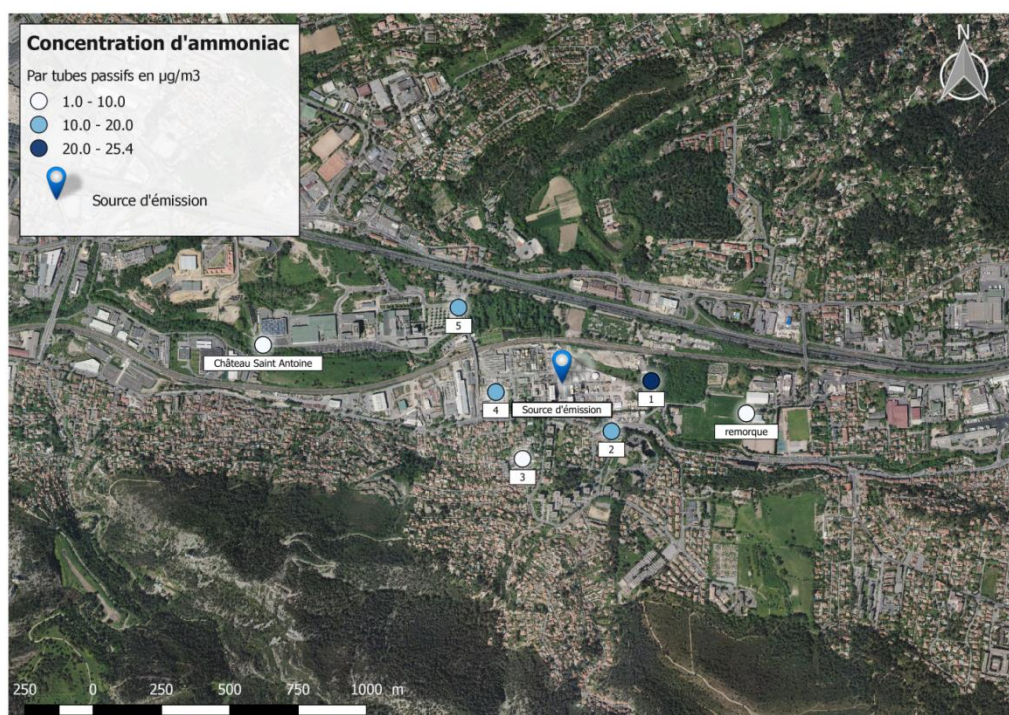 Concentration d'ammoniac
Par tubes passifs en µg/m3
1.0 - 10.0
10.0 - 20.0
20.0 - 25.4
Source d'émission
N
5
Château Saint Antoine
4
Source d'émission
1
remorque
2
3
250 0 250 500 750 1000 m